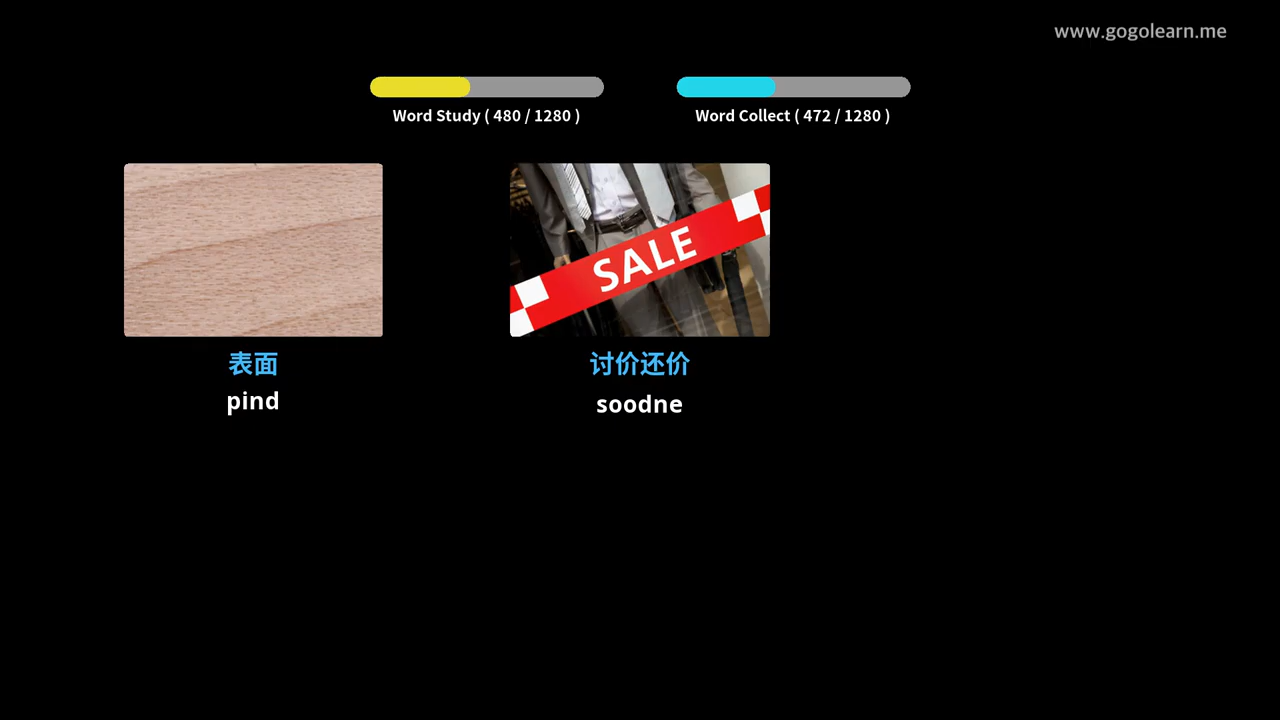 www.gogolearn.me
Word Study ( 480 / 1280 )
Word Collect ( 472 / 1280 )
SALE
表面
pind
讨价还价
soodne